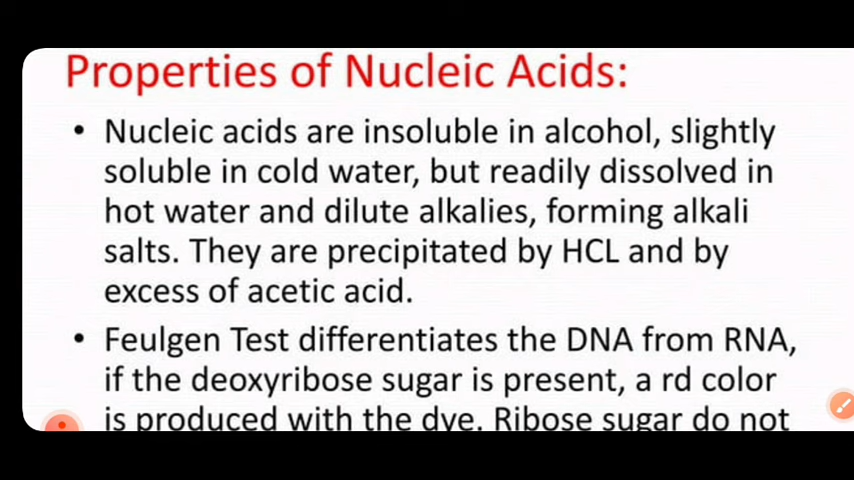 Properties of Nucleic Acids:
• Nucleic acids are insoluble in alcohol, slightly
soluble in cold water, but readily dissolved in
hot water and dilute alkalies, forming alkali
salts. They are precipitated by HCL and by
excess of acetic acid.
• Feulgen Test differentiates the DNA from RNA,
if the deoxyribose sugar is present, a rd color
is produced with the dye. Ribose sugar do not